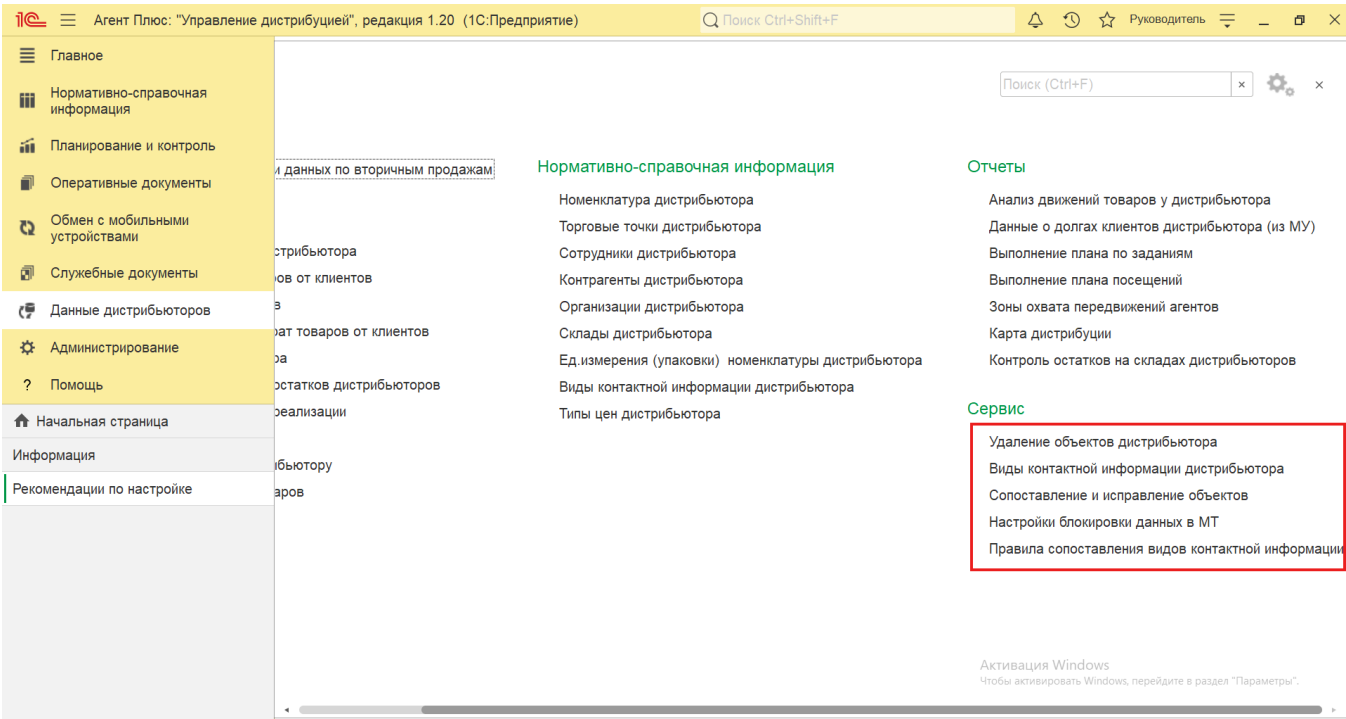 1С Агент Плюс: "Управление дистрибуцией", редакция 1.20 (1С:Предприятие)
Поиск Ctrl+Shift+F
Руководитель
Главное
Нормативно-справочная
информация
Планирование и контроль
Оперативные документы
Обмен с мобильными
устройствами
Служебные документы
Данные дистрибьюторов
Администрирование
? Помощь
Начальная страница
Информация
Рекомендации по настройке
Поиск (Ctrl+F)
и данных по вторичным продажам
стрибьютора
ов от клиентов
в
рат товаров от клиентов
ра
остатков дистрибьюторов
реализации
ибьютору
аров
Нормативно-справочная информация
Номенклатура дистрибьютора
Торговые точки дистрибьютора
Сотрудники дистрибьютора
Контрагенты дистрибьютора
Организации дистрибьютора
Склады дистрибьютора
Ед.измерения (упаковки) номенклатуры дистрибьютора
Виды контактной информации дистрибьютора
Типы цен дистрибьютора
Отчеты
Анализ движений товаров у дистрибьютора
Данные о долгах клиентов дистрибьютора (из МУ)
Выполнение плана по заданиям
Выполнение плана посещений
Зоны охвата передвижений агентов
Карта дистрибуции
Контроль остатков на складах дистрибьюторов
Сервис
Удаление объектов дистрибьютора
Виды контактной информации дистрибьютора
Сопоставление и исправление объектов
Настройки блокировки данных в МТ
Правила сопоставления видов контактной информации
Активация Windows
Чтобы активировать Windows, перейдите в раздел "Параметры".